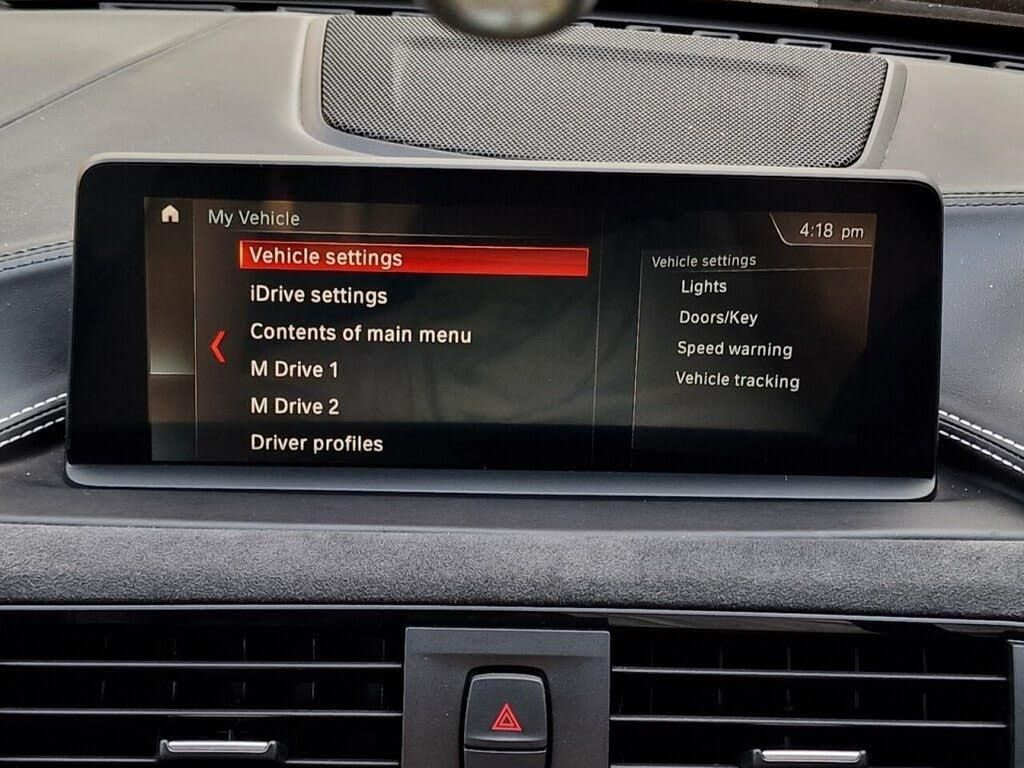 My Vehicle
4:18 pm
Vehicle settings
iDrive settings
Contents of main menu
M Drive 1
M Drive 2
Driver profiles
Vehicle settings
Lights
Doors/Key
Speed warning
Vehicle tracking